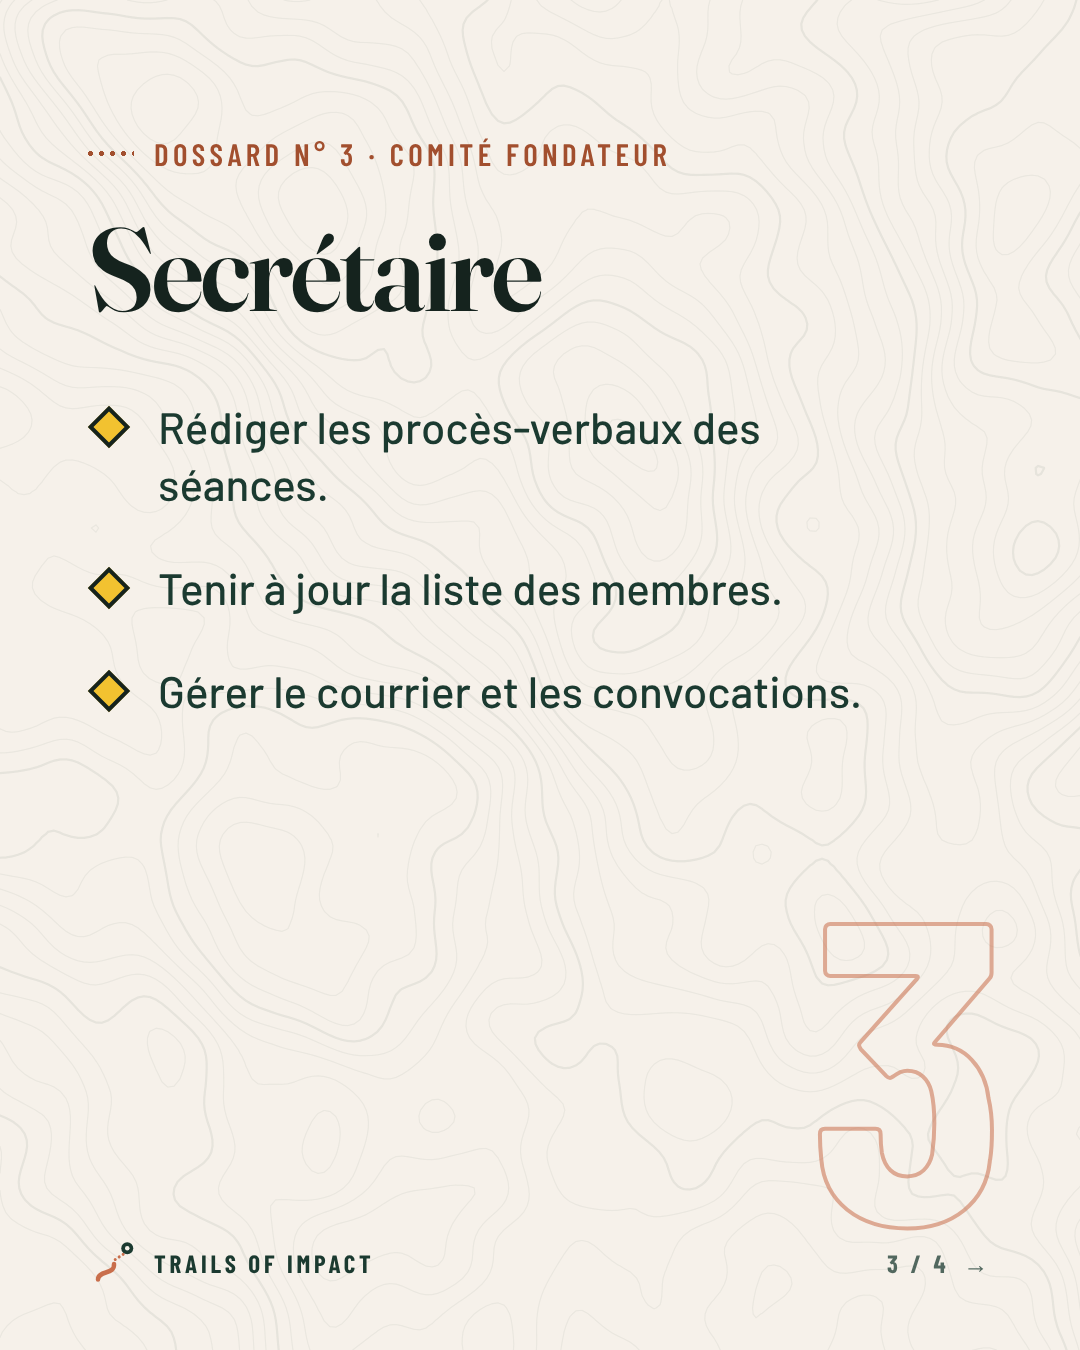 DOSSARD N° 3 · COMITÉ FONDATEUR
Secrétaire
Rédiger les procès-verbaux des
séances.
Tenir à jour la liste des membres.
Gérer le courrier et les convocations.
3
TRAILS OF IMPACT
3 / 4 →